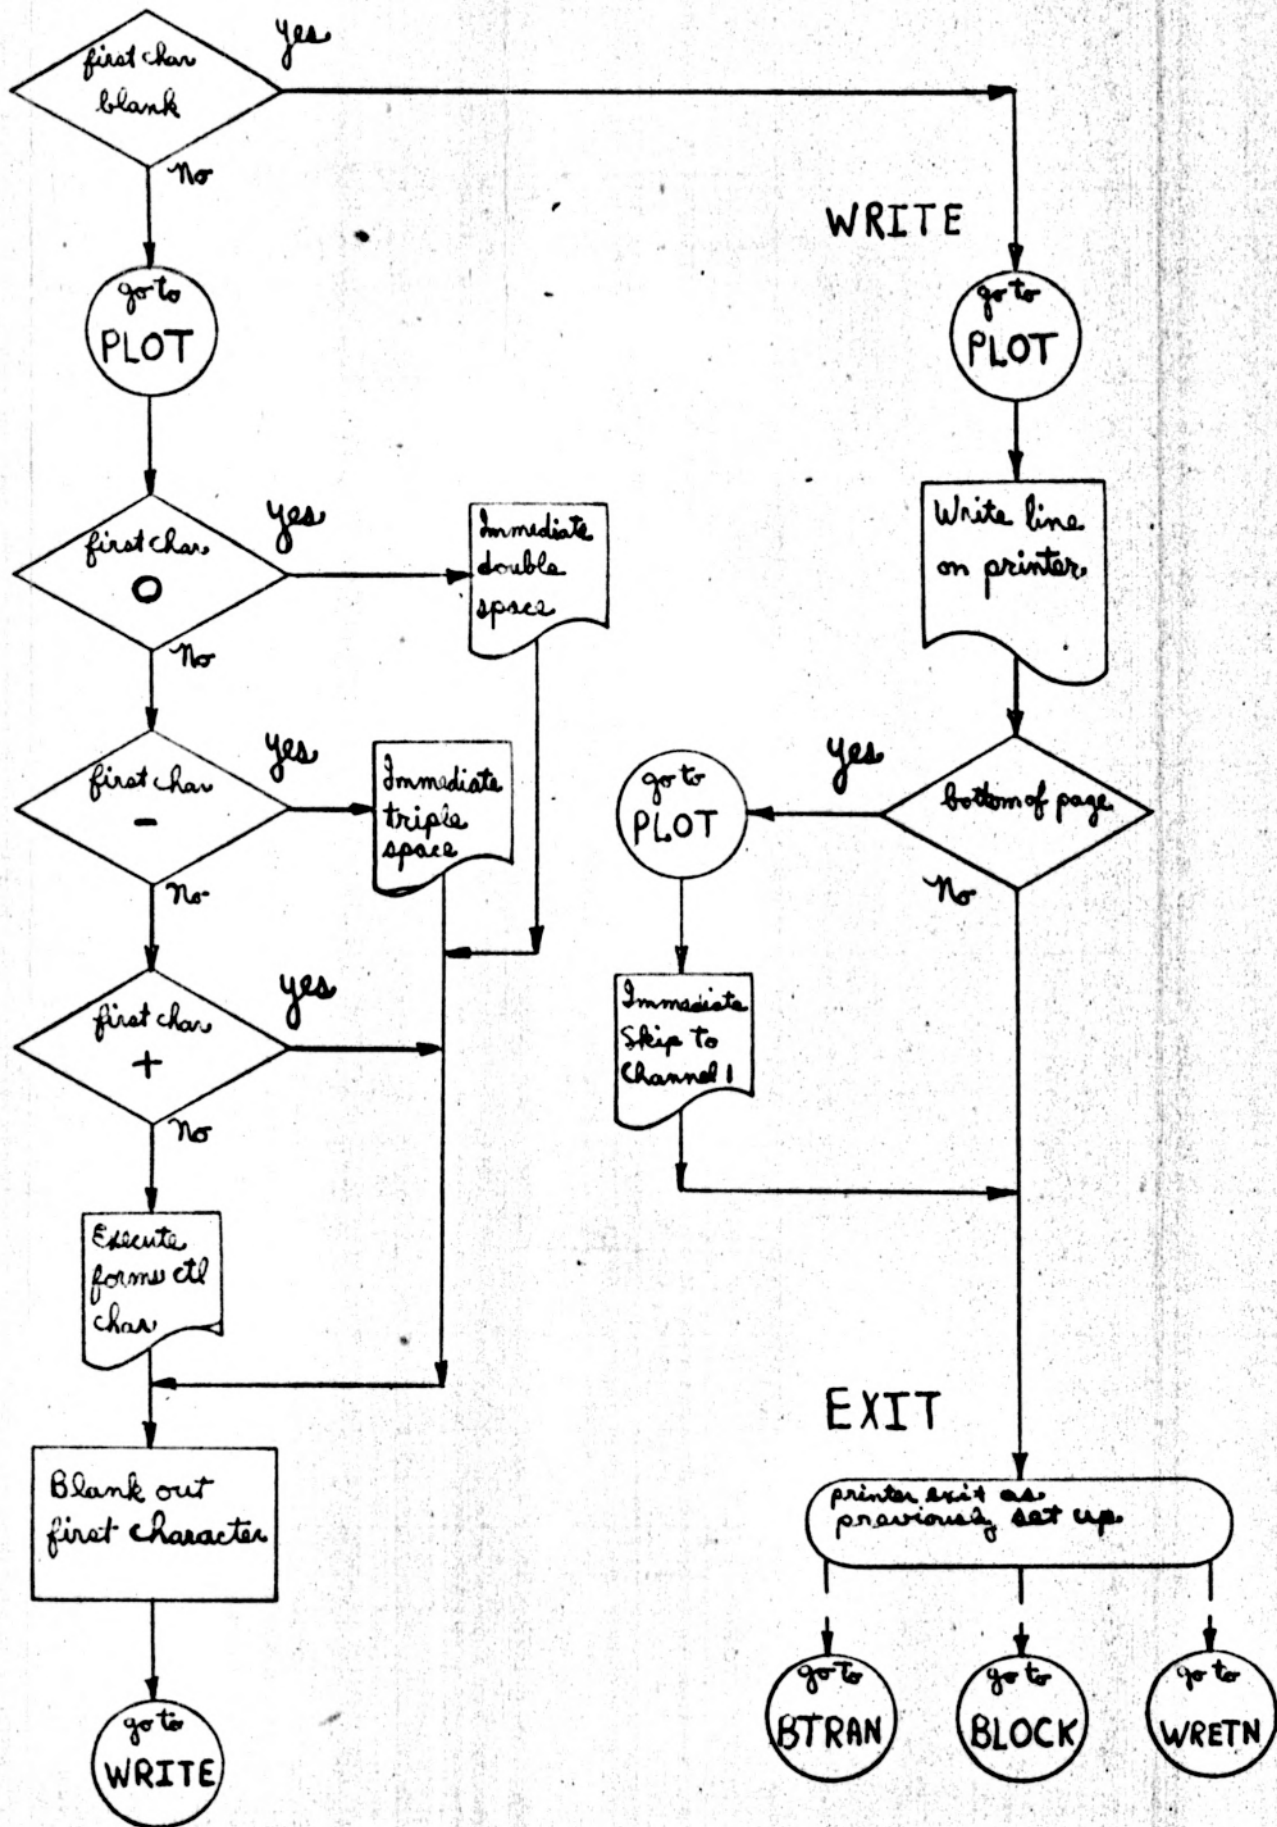 first char
blank
yes
No
go to
PLOT
first char
O
yes
No
Immediate
double
space
first char
-
yes
No
Immediate
triple
space
first char
+
yes
No
Execute
forms ctl
char
Blank out
first character
go to
WRITE
WRITE
go to
PLOT
Write line
on printer
bottom of page
yes
No
go to
PLOT
Immediate
Skip to
Channel 1
EXIT
printer exit as
previously set up
go to
BTRAN
go to
BLOCK
go to
WRETN